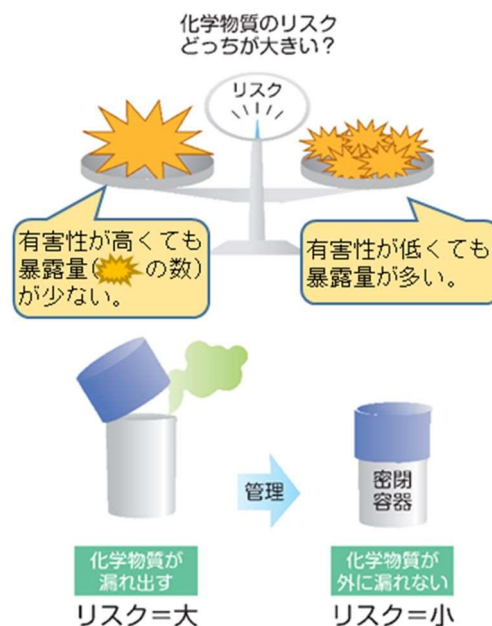 化学物質のリスク
どっちが大きい？
リスク
有害性が高くても
暴露量(の数)
が少ない。
有害性が低くても
暴露量が多い。
管理
密閉
容器
化学物質が
漏れ出す
リスク＝大
化学物質が
外に漏れない
リスク＝小